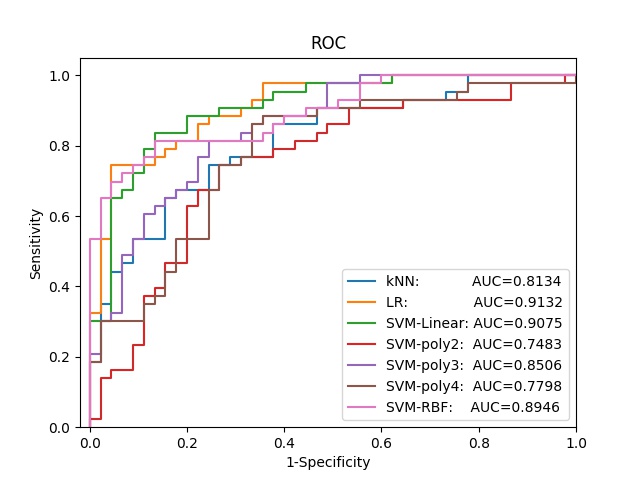 ROC
1.0
0.8
0.6
0.4
0.2
0.0
Sensitivity
kNN: AUC=0.8134
LR: AUC=0.9132
SVM-Linear: AUC=0.9075
SVM-poly2: AUC=0.7483
SVM-poly3: AUC=0.8506
SVM-poly4: AUC=0.7798
SVM-RBF: AUC=0.8946
0.0 0.2 0.4 0.6 0.8 1.0
1-Specificity